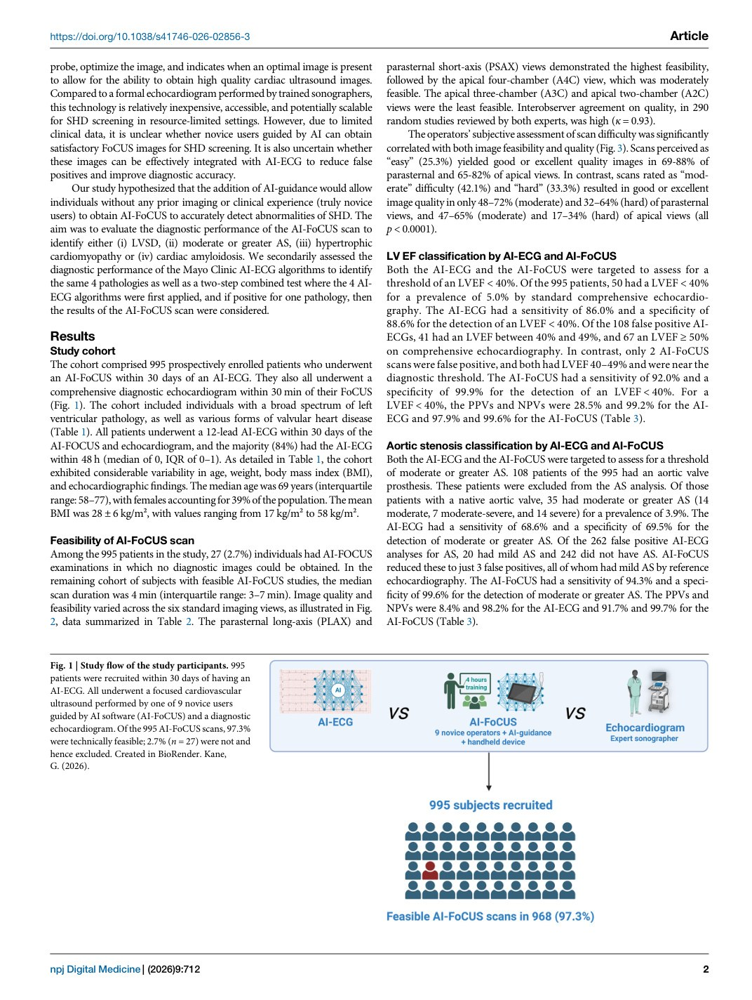 https://doi.org/10.1038/s41746-026-02856-3
Article
probe, optimize the image, and indicates when an optimal image is present
to allow for the ability to obtain high quality cardiac ultrasound images.
Compared to a formal echocardiogram performed by trained sonographers,
this technology is relatively inexpensive, accessible, and potentially scalable
for SHD screening in resource-limited settings. However, due to limited
clinical data, it is unclear whether novice users guided by AI can obtain
satisfactory FoCUS images for SHD screening. It is also uncertain whether
these images can be effectively integrated with AI-ECG to reduce false
positives and improve diagnostic accuracy.
Our study hypothesized that the addition of AI-guidance would allow
individuals without any prior imaging or clinical experience (truly novice
users) to obtain AI-FoCUS to accurately detect abnormalities of SHD. The
aim was to evaluate the diagnostic performance of the AI-FoCUS scan to
identify either (i) LVSD, (ii) moderate or greater AS, (iii) hypertrophic
cardiomyopathy or (iv) cardiac amyloidosis. We secondarily assessed the
diagnostic performance of the Mayo Clinic AI-ECG algorithms to identify
the same 4 pathologies as well as a two-step combined test where the 4 AI-
ECG algorithms were first applied, and if positive for one pathology, then
the results of the AI-FoCUS scan were considered.
Results
Study cohort
The cohort comprised 995 prospectively enrolled patients who underwent
an AI-FoCUS within 30 days of an AI-ECG. They also all underwent a
comprehensive diagnostic echocardiogram within 30 min of their FoCUS
(Fig. 1). The cohort included individuals with a broad spectrum of left
ventricular pathology, as well as various forms of valvular heart disease
(Table 1). All patients underwent a 12-lead AI-ECG within 30 days of the
AI-FOCUS and echocardiogram, and the majority (84%) had the AI-ECG
within 48 h (median of 0, IQR of 0–1). As detailed in Table 1, the cohort
exhibited considerable variability in age, weight, body mass index (BMI),
and echocardiographic findings. The median age was 69 years (interquartile
range: 58–77), with females accounting for 39% of the population. The mean
BMI was 28 ± 6 kg/m², with values ranging from 17 kg/m² to 58 kg/m².
Feasibility of AI-FoCUS scan
Among the 995 patients in the study, 27 (2.7%) individuals had AI-FOCUS
examinations in which no diagnostic images could be obtained. In the
remaining cohort of subjects with feasible AI-FoCUS studies, the median
scan duration was 4 min (interquartile range: 3–7 min). Image quality and
feasibility varied across the six standard imaging views, as illustrated in Fig.
2, data summarized in Table 2. The parasternal long-axis (PLAX) and
parasternal short-axis (PSAX) views demonstrated the highest feasibility,
followed by the apical four-chamber (A4C) view, which was moderately
feasible. The apical three-chamber (A3C) and apical two-chamber (A2C)
views were the least feasible. Interobserver agreement on quality, in 290
random studies reviewed by both experts, was high (κ = 0.93).
The operators' subjective assessment of scan difficulty was significantly
correlated with both image feasibility and quality (Fig. 3). Scans perceived as
“easy” (25.3%) yielded good or excellent quality images in 69-88% of
parasternal and 65-82% of apical views. In contrast, scans rated as “mod-
erate” difficulty (42.1%) and “hard” (33.3%) resulted in good or excellent
image quality in only 48–72% (moderate) and 32–64% (hard) of parasternal
views, and 47–65% (moderate) and 17–34% (hard) of apical views (all
p < 0.0001).
LV EF classification by AI-ECG and AI-FoCUS
Both the AI-ECG and the AI-FoCUS were targeted to assess for a
threshold of an LVEF < 40%. Of the 995 patients, 50 had a LVEF < 40%
for a prevalence of 5.0% by standard comprehensive echocardio-
graphy. The AI-ECG had a sensitivity of 86.0% and a specificity of
88.6% for the detection of an LVEF < 40%. Of the 108 false positive AI-
ECGs, 41 had an LVEF between 40% and 49%, and 67 an LVEF ≥ 50%
on comprehensive echocardiography. In contrast, only 2 AI-FoCUS
scans were false positive, and both had LVEF 40–49% and were near the
diagnostic threshold. The AI-FoCUS had a sensitivity of 92.0% and a
specificity of 99.9% for the detection of an LVEF < 40%. For a
LVEF < 40%, the PPVs and NPVs were 28.5% and 99.2% for the AI-
ECG and 97.9% and 99.6% for the AI-FoCUS (Table 3).
Aortic stenosis classification by AI-ECG and AI-FoCUS
Both the AI-ECG and the AI-FoCUS were targeted to assess for a threshold
of moderate or greater AS. 108 patients of the 995 had an aortic valve
prosthesis. These patients were excluded from the AS analysis. Of those
patients with a native aortic valve, 35 had moderate or greater AS (14
moderate, 7 moderate-severe, and 14 severe) for a prevalence of 3.9%. The
AI-ECG had a sensitivity of 68.6% and a specificity of 69.5% for the
detection of moderate or greater AS. Of the 262 false positive AI-ECG
analyses for AS, 20 had mild AS and 242 did not have AS. AI-FoCUS
reduced these to just 3 false positives, all of whom had mild AS by reference
echocardiography. The AI-FoCUS had a sensitivity of 94.3% and a speci-
ficity of 99.6% for the detection of moderate or greater AS. The PPVs and
NPVs were 8.4% and 98.2% for the AI-ECG and 91.7% and 99.7% for the
AI-FoCUS (Table 3).
Fig. 1 | Study flow of the study participants. 995
patients were recruited within 30 days of having an
AI-ECG. All underwent a focused cardiovascular
ultrasound performed by one of 9 novice users
guided by AI software (AI-FoCUS) and a diagnostic
echocardiogram. Of the 995 AI-FoCUS scans, 97.3%
were technically feasible; 2.7% (n = 27) were not and
hence excluded. Created in BioRender. Kane,
G. (2026).
AI
AI-ECG
VS
4 hours
training
AI-FoCUS
9 novice operators + AI-guidance
+ handheld device
VS
Echocardiogram
Expert sonographer
995 subjects recruited
Feasible AI-FoCUS scans in 968 (97.3%)
npj Digital Medicine | (2026)9:712
2